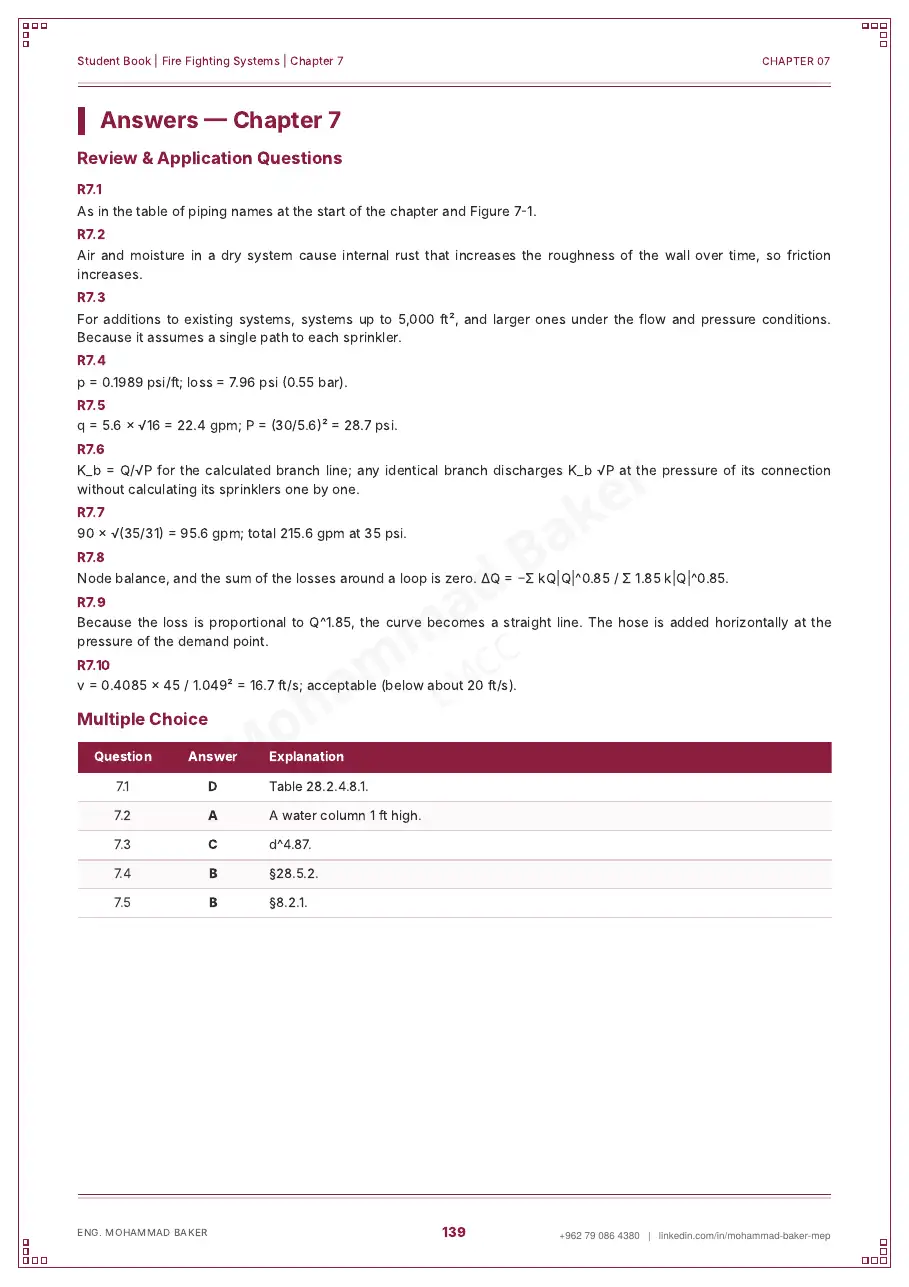 Student Book | Fire Fighting Systems | Chapter 7
CHAPTER 07
Answers — Chapter 7
Review & Application Questions
R7.1
As in the table of piping names at the start of the chapter and Figure 7-1.
R7.2
Air and moisture in a dry system cause internal rust that increases the roughness of the wall over time, so friction
increases.
R7.3
For additions to existing systems, systems up to 5,000 ft², and larger ones under the flow and pressure conditions.
Because it assumes a single path to each sprinkler.
R7.4
p = 0.1989 psi/ft; loss = 7.96 psi (0.55 bar).
R7.5
q = 5.6 × √16 = 22.4 gpm; P = (30/5.6)² = 28.7 psi.
R7.6
K_b = Q/√P for the calculated branch line; any identical branch discharges K_b √P at the pressure of its connection
without calculating its sprinklers one by one.
R7.7
90 × √(35/31) = 95.6 gpm; total 215.6 gpm at 35 psi.
R7.8
Node balance, and the sum of the losses around a loop is zero. ΔQ = −Σ kQ|Q|^0.85 / Σ 1.85 k|Q|^0.85.
R7.9
Because the loss is proportional to Q^1.85, the curve becomes a straight line. The hose is added horizontally at the
pressure of the demand point.
R7.10
v = 0.4085 × 45 / 1.049² = 16.7 ft/s; acceptable (below about 20 ft/s).
Mohammad Baker
EMCC
Multiple Choice
Question Answer Explanation
7.1 D Table 28.2.4.8.1.
7.2 A A water column 1 ft high.
7.3 C d^4.87.
7.4 B §28.5.2.
7.5 B §8.2.1.
ENG. MOHAMMAD BAKER
139
+962 79 086 4380 | linkedin.com/in/mohammad-baker-mep